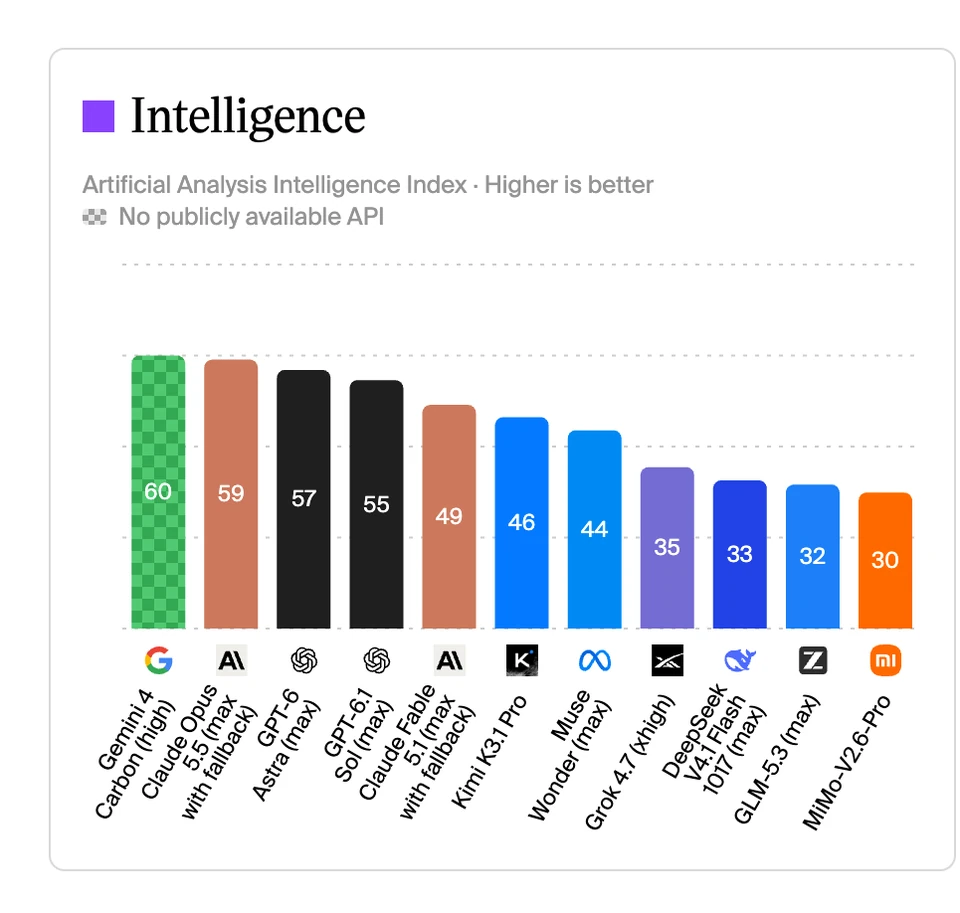 Intelligence
Artificial Analysis Intelligence Index · Higher is better
No publicly available API
60
59
57
55
49
46
44
35
33
32
30
Gemini 4
Carbon (high)
Claude Opus
5.5 (max
with fallback)
GPT-6
Astra (max)
GPT-6.1
Sol (max)
Claude Fable
5.1 (max
with fallback)
Kimi K3.1 Pro
Muse
Wonder (max)
Grok 4.7 (xhigh)
DeepSeek
V4.1 Flash
1017 (max)
GLM-5.3 (max)
MiMo-V2.6-Pro